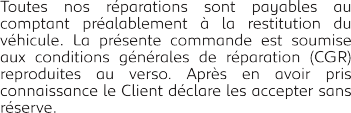 Toutes nos réparations sont payables au
comptant préalablement à la restitution du
véhicule. La présente commande est soumise
aux conditions générales de réparation (CGR)
reproduites au verso. Après en avoir pris
connaissance le Client déclare les accepter sans
réserve.